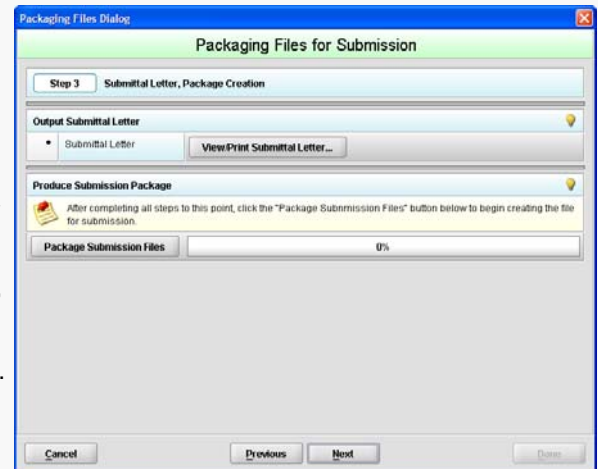 Packaging Files Dialog
Packaging Files for Submission
Step 3 Submittal Letter, Package Creation
Output Submittal Letter
• Submittal Letter View/Print Submittal Letter...
Produce Submission Package
After completing all steps to this point, click the "Package Subnmission Files" button below to begin creating the file
for submission.
Package Submission Files 0%
Cancel Previous Next Done